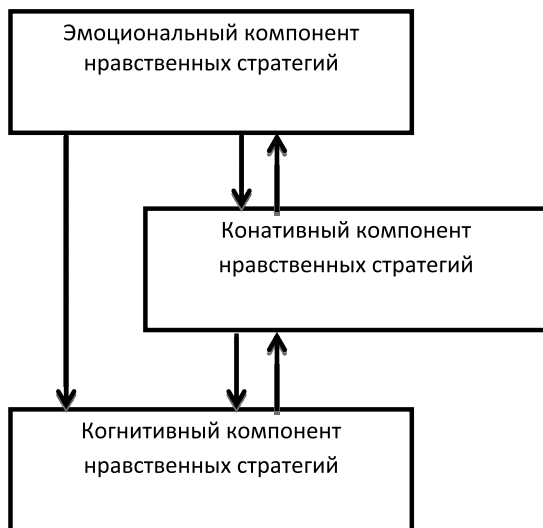 Эмоциональный компонент
нравственных стратегий
Конативный компонент
нравственных стратегий
Когнитивный компонент
нравственных стратегий